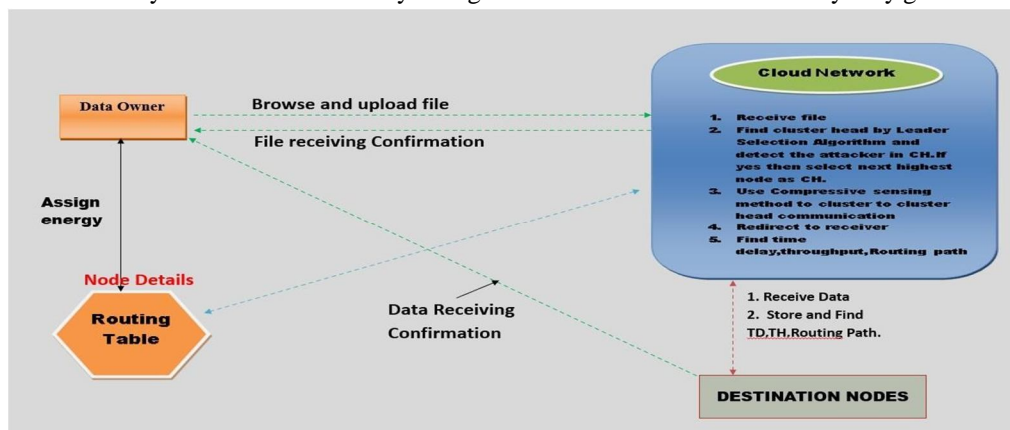 Cloud Network
Data Owner
Browse and upload file
File receiving Confirmation
1. Receive file
2. Find cluster head by Leader
Selection Algorithm and
detect the attacker in CH.If
yes then select next highest
node as CH.
3. Use Compressive sensing
method to cluster to cluster
head communication
4. Redirect to receiver
5. Find time
delay,throughput,Routing path
Assign
energy
Node Details
Routing
Table
Data Receiving
Confirmation
1. Receive Data
2. Store and Find
TD,TH,Routing Path.
DESTINATION NODES